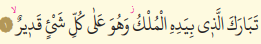 تَبَارَكَ الَّذٖي بِيَدِهِ الْمُلْكُؗ وَهُوَ عَلٰى كُلِّ شَيْءٍ قَدٖيرٌۙ